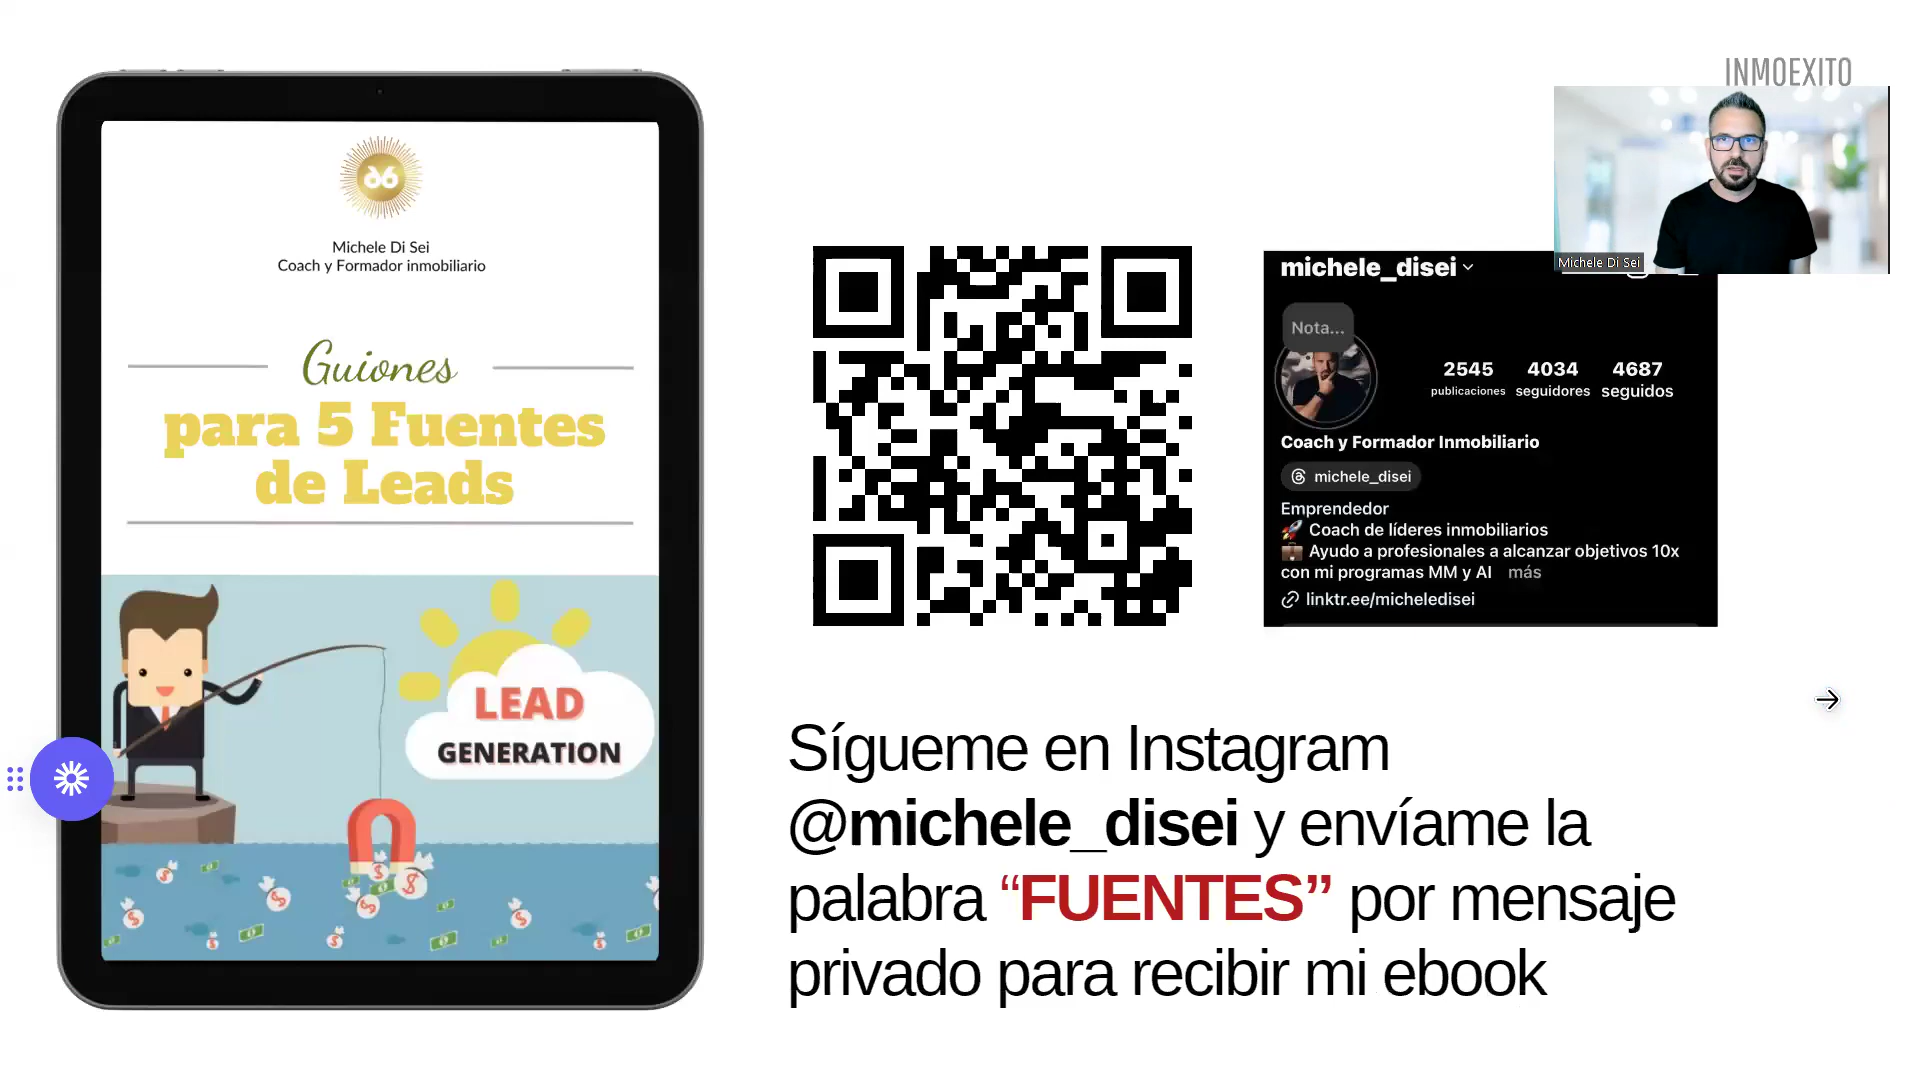 INMOEXITO
Michele Di Sei
Michele Di Sei
Coach y Formador inmobiliario
Guiones
para 5 Fuentes
de Leads
LEAD
GENERATION
michele_disei
Nota...
2545 4034 4687
publicaciones seguidores seguidos
Coach y Formador Inmobiliario
michele_disei
Emprendedor
🚀 Coach de líderes inmobiliarios
💼 Ayudo a profesionales a alcanzar objetivos 10x
con mi programas MM y AI más
linktr.ee/micheledisei
Sígueme en Instagram
@michele_disei y envíame la
palabra “FUENTES” por mensaje
privado para recibir mi ebook